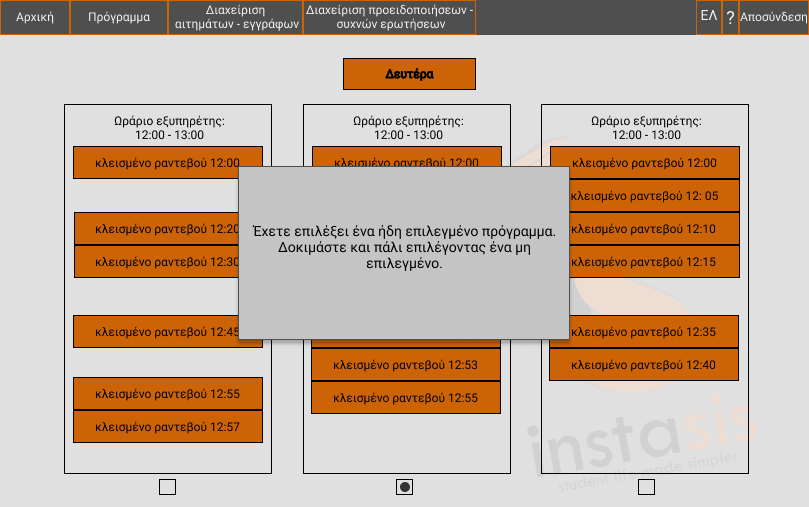 Αρχική
Πρόγραμμα
Διαχείριση
αιτημάτων - εγγράφων
Διαχείριση προειδοποιήσεων -
συχνών ερωτήσεων
ΕΛ
?
Αποσύνδεση
Δευτέρα
Ωράριο εξυπηρέτης:
12:00 - 13:00
κλεισμένο ραντεβού 12:00
κλεισμένο ραντεβού 12:20
κλεισμένο ραντεβού 12:30
κλεισμένο ραντεβού 12:45
κλεισμένο ραντεβού 12:55
κλεισμένο ραντεβού 12:57
Ωράριο εξυπηρέτης:
12:00 - 13:00
κλεισμένο ραντεβού 12:00
Έχετε επιλέξει ένα ήδη επιλεγμένο πρόγραμμα.
Δοκιμάστε και πάλι επιλέγοντας ένα μη
επιλεγμένο.
κλεισμένο ραντεβού 12:53
κλεισμένο ραντεβού 12:55
Ωράριο εξυπηρέτης:
12:00 - 13:00
κλεισμένο ραντεβού 12:00
κλεισμένο ραντεβού 12: 05
κλεισμένο ραντεβού 12:10
κλεισμένο ραντεβού 12:15
κλεισμένο ραντεβού 12:35
κλεισμένο ραντεβού 12:40
instasis
student life made simpler